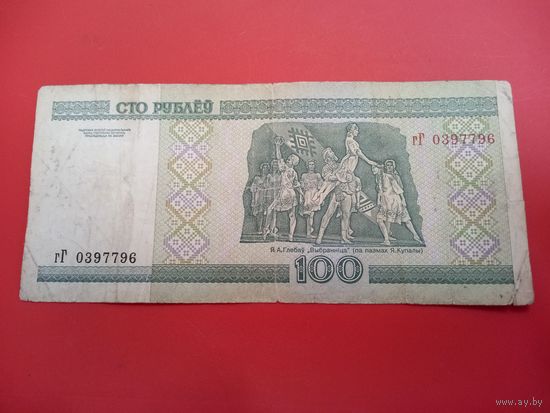 СТО РУБЛЁЎ
гГ 0397796
Я.А.Глебаў „Выбранніца" (па паэмах Я.Купалы)
гГ 0397796
100
www.ay.by